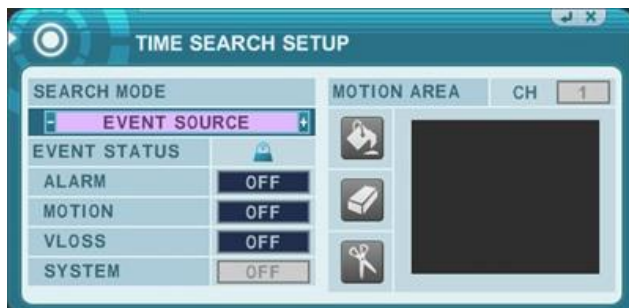 TIME SEARCH SETUP
SEARCH MODE
- EVENT SOURCE +
EVENT STATUS
ALARM OFF
MOTION OFF
VLOSS OFF
SYSTEM OFF
MOTION AREA CH 1